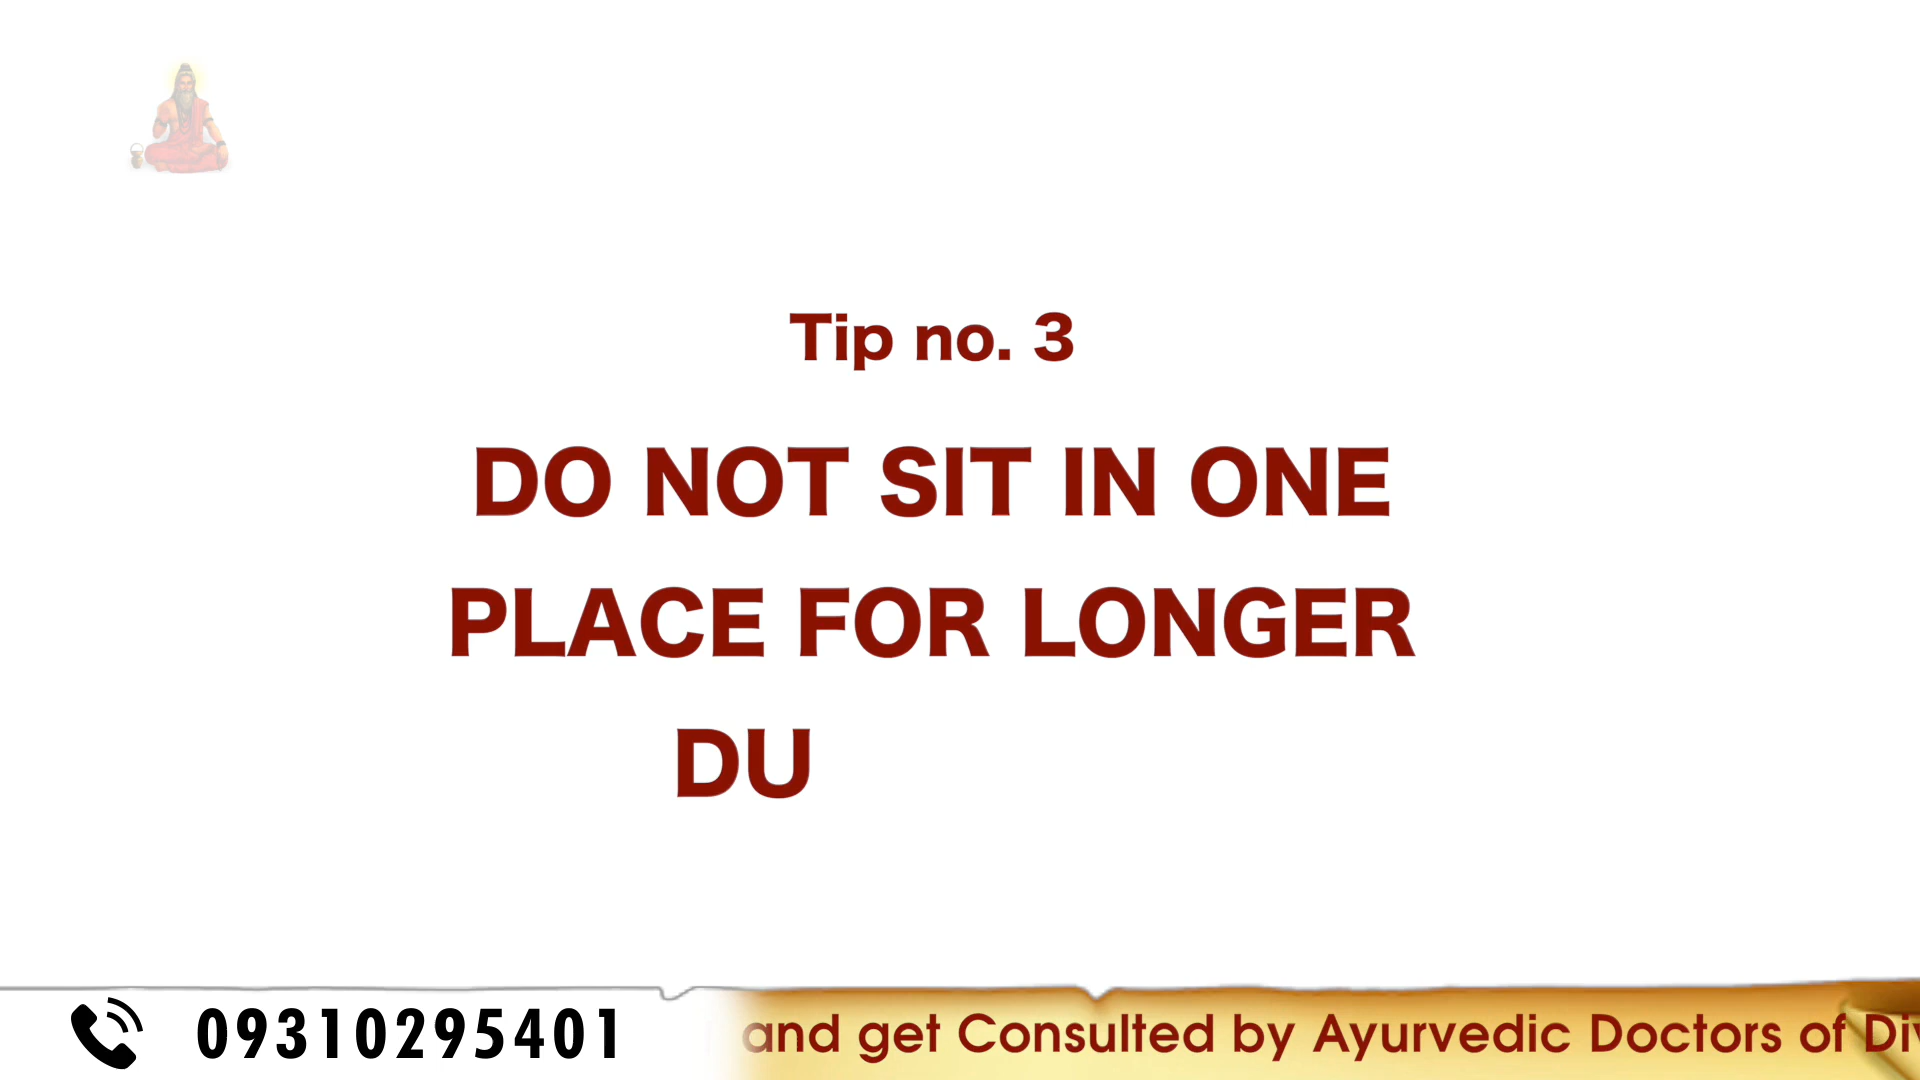 Tip no. 3
DO NOT SIT IN ONE
PLACE FOR LONGER
DU
09310295401
and get Consulted by Ayurvedic Doctors of Div